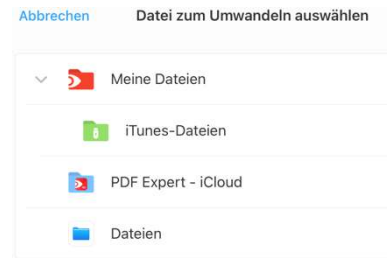 Abbrechen Datei zum Umwandeln auswählen
Meine Dateien
iTunes-Dateien
PDF Expert - iCloud
Dateien